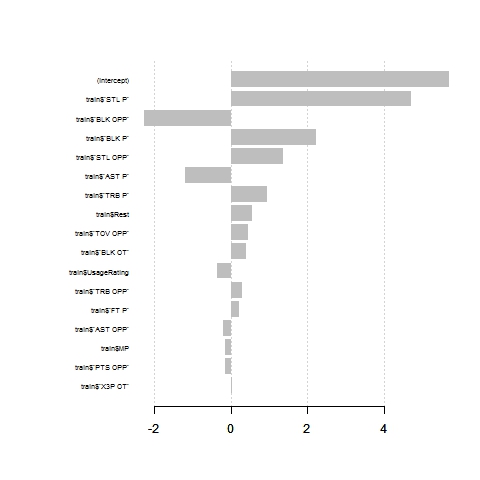 (Intercept)
train$`STL P`
train$`BLK OPP`
train$`BLK P`
train$`STL OPP`
train$`AST P`
train$`TRB P`
train$Rest
train$`TOV OPP`
train$`BLK OT`
train$UsageRating
train$`TRB OPP`
train$`FT P`
train$`AST OPP`
train$MP
train$`PTS OPP`
train$`X3P OT`
-2 0 2 4